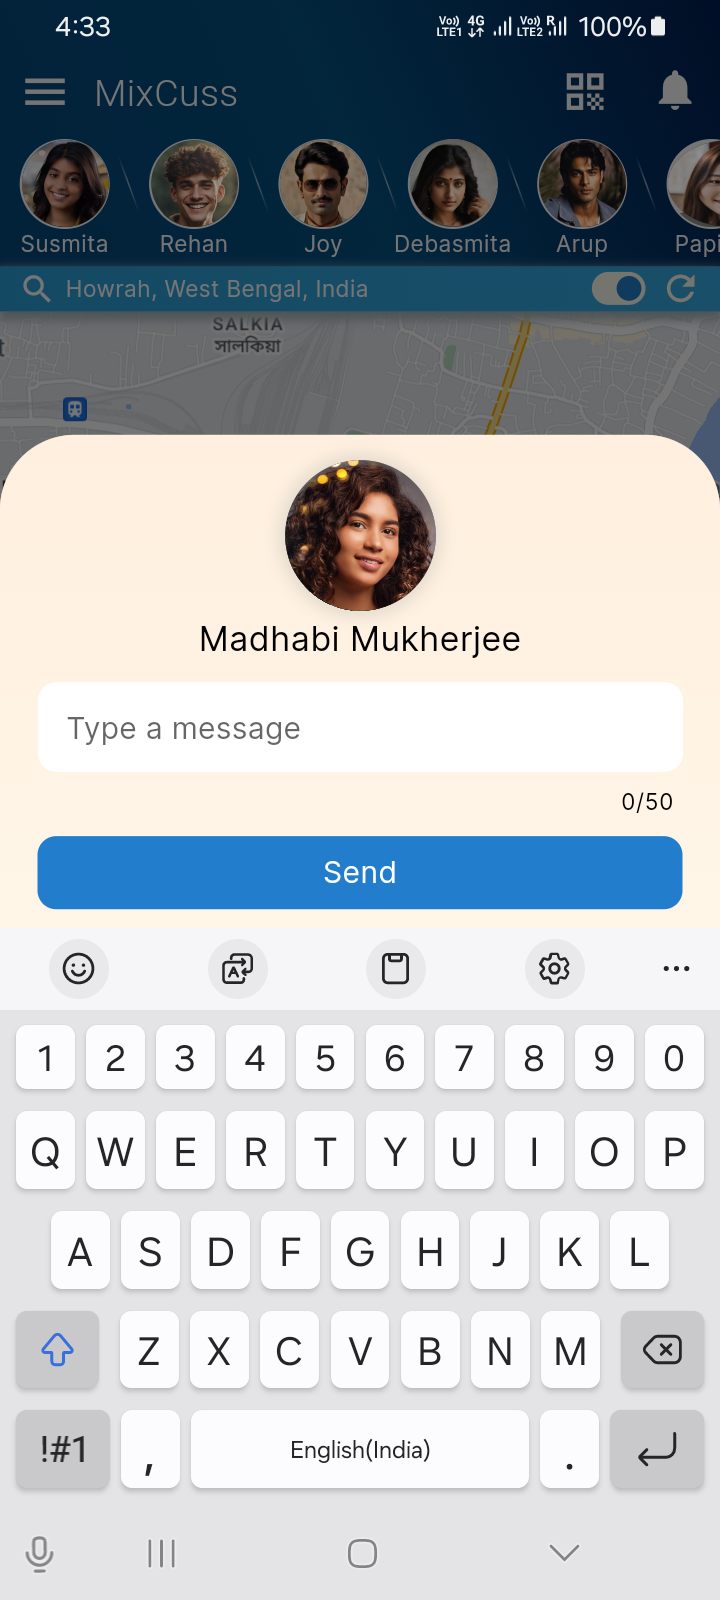 4:33 Vo)) LTE1 4G Vo)) LTE2 R 100%
MixCuss
Susmita Rehan Joy Debasmita Arup Papi
Howrah, West Bengal, India
SALKIA
সালকিয়া
t
Madhabi Mukherjee
Type a message
0/50
Send
1 2 3 4 5 6 7 8 9 0
Q W E R T Y U I O P
A S D F G H J K L
Z X C V B N M
!#1 , English(India) .